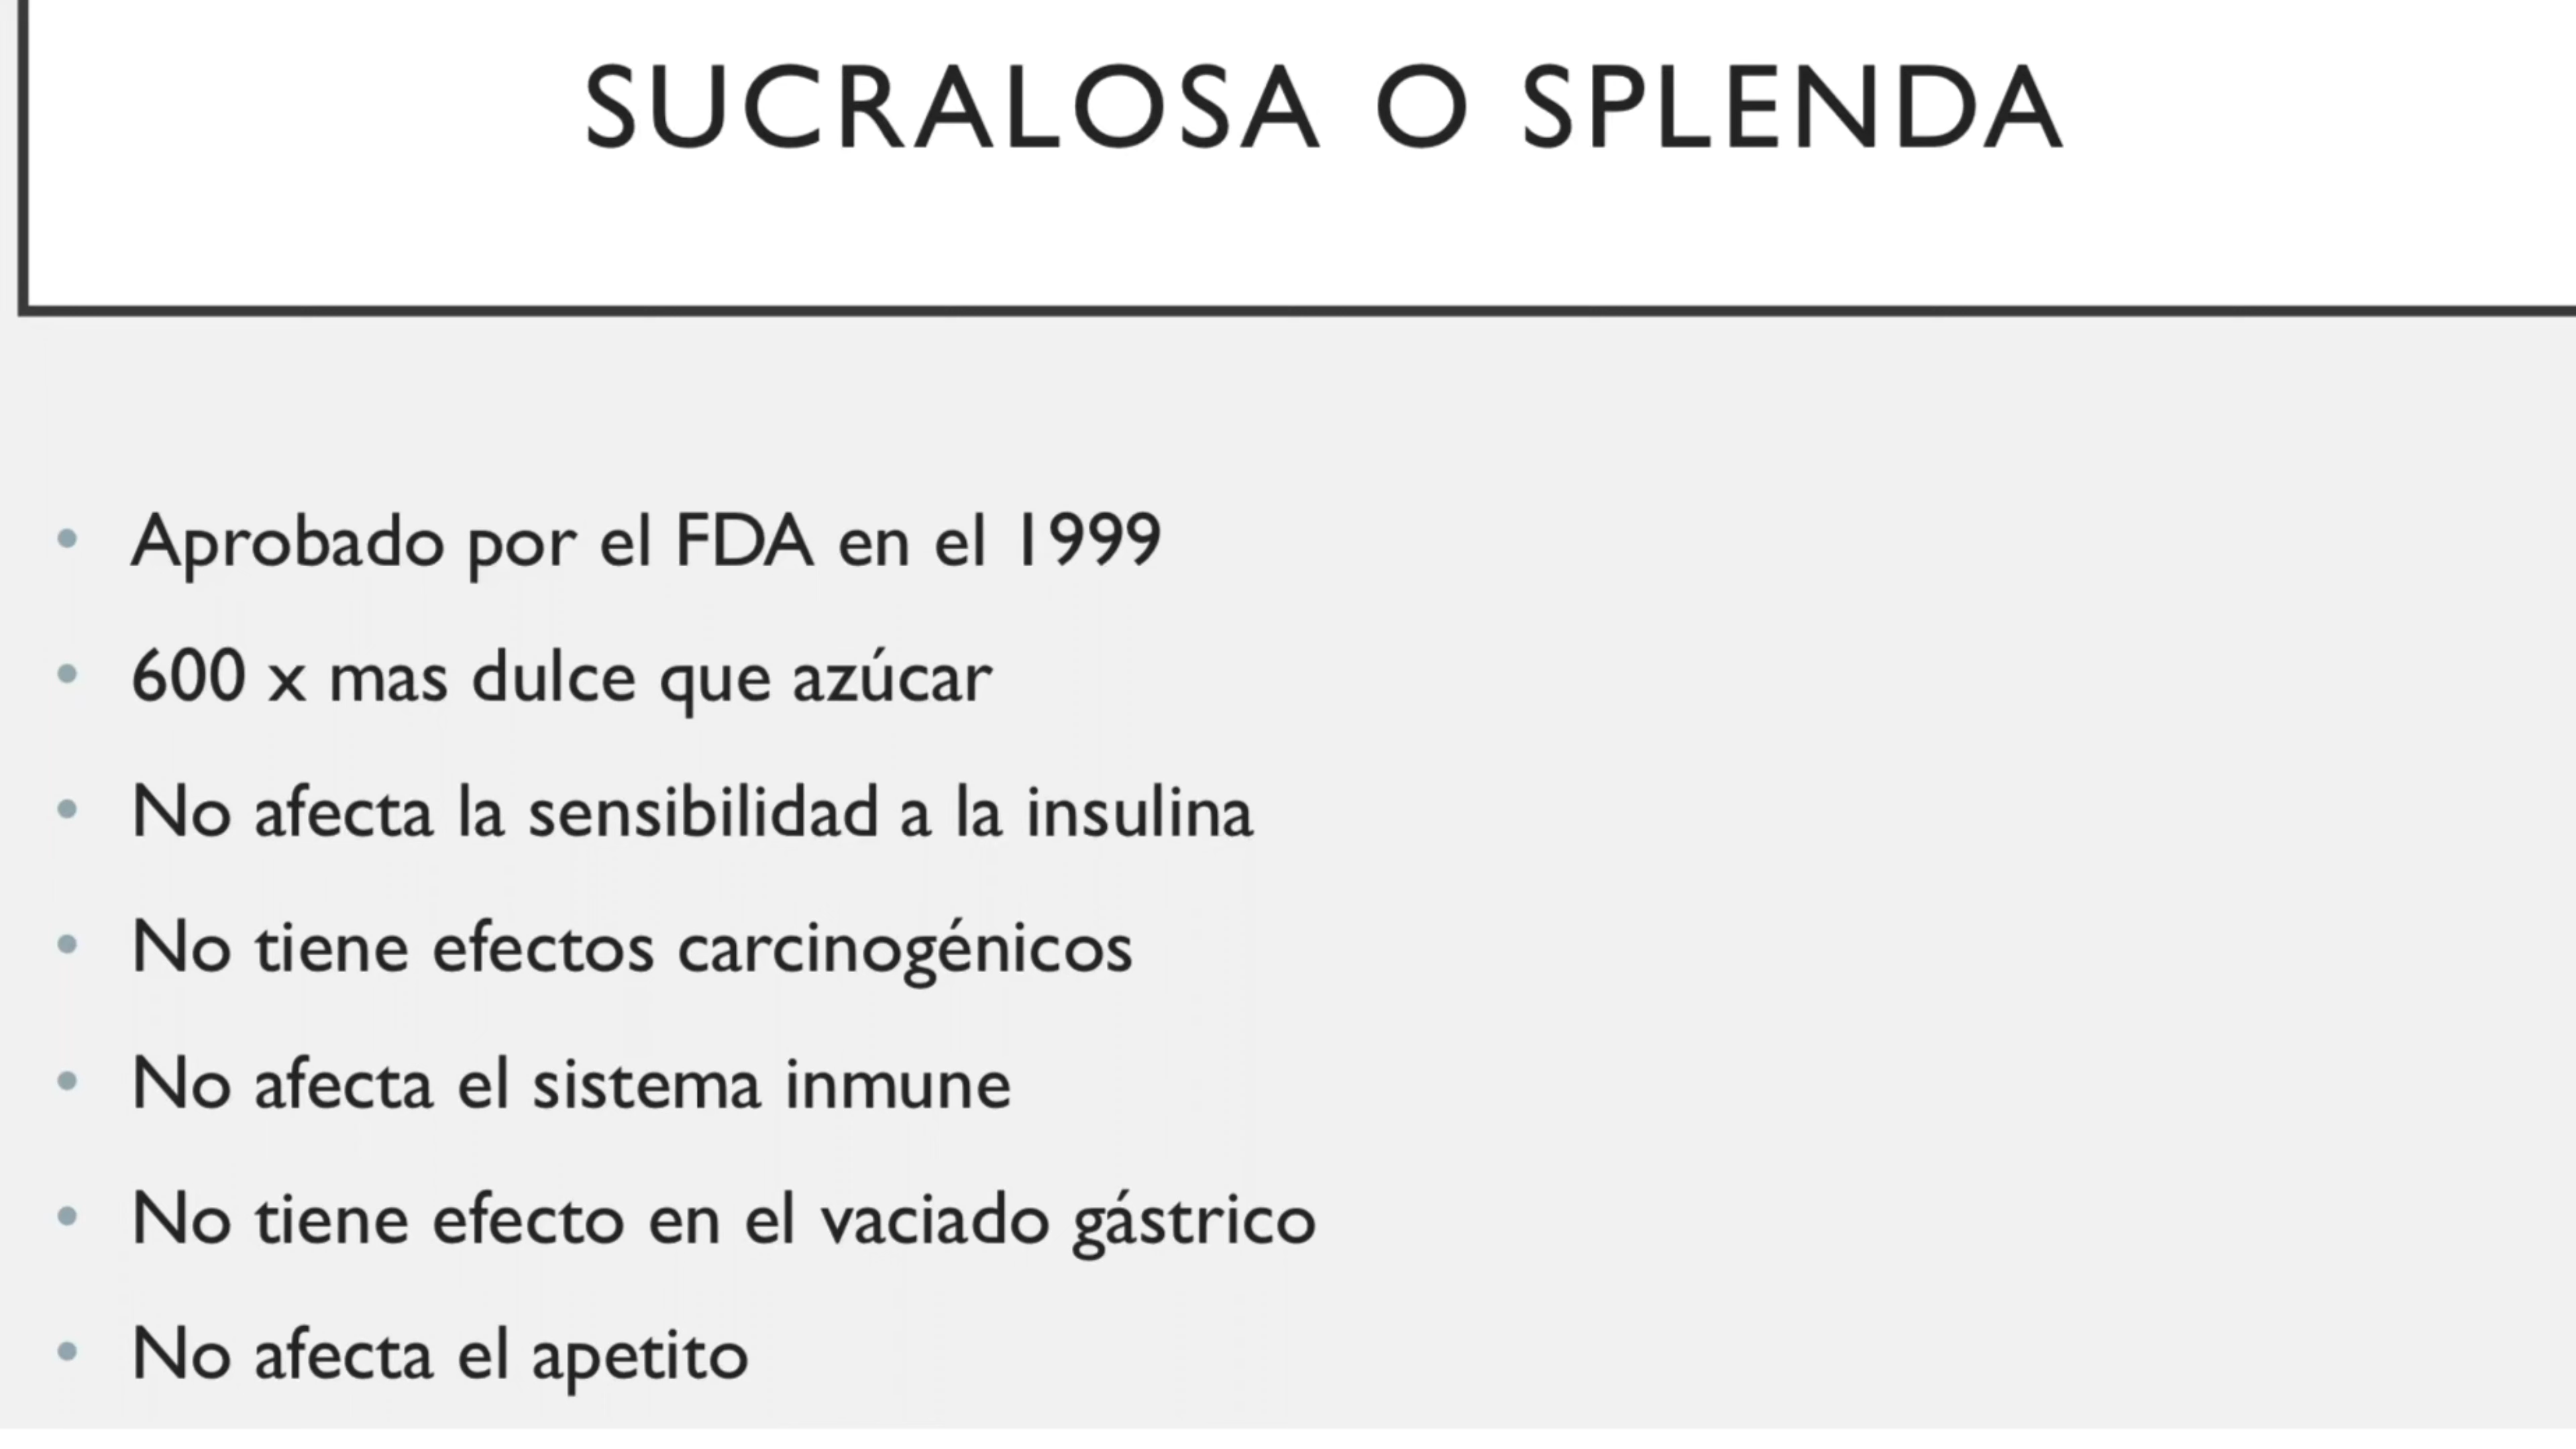 SUCRALOSA O SPLENDA
• Aprobado por el FDA en el 1999
• 600 x mas dulce que azúcar
• No afecta la sensibilidad a la insulina
• No tiene efectos carcinogénicos
• No afecta el sistema inmune
• No tiene efecto en el vaciado gástrico
• No afecta el apetito